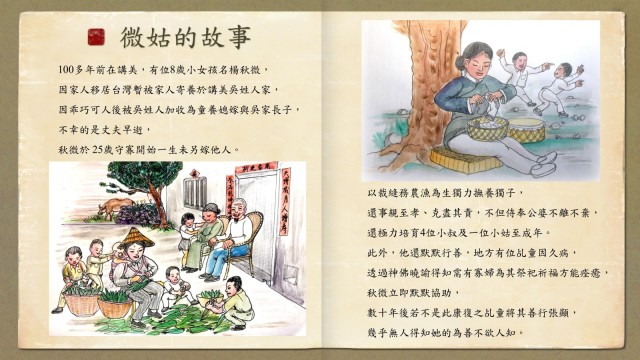 微姑的故事
100多年前在講美，有位8歲小女孩名楊秋微，
因家人移居台灣暫被家人寄養於講美吳姓人家，
因乖巧可人後被吳姓人加收為童養媳嫁與吳家長子，
不幸的是丈夫早逝，
秋微於 25歲守寡開始一生未另嫁他人。
以裁縫務農漁為生獨力撫養獨子，
還事親至孝、克盡其責，不但侍奉公婆不離不棄，
還極力培育4位小叔及一位小姑至成年。
此外，他還默默行善，地方有位乩童因久病，
透過神佛曉諭得知需有寡婦為其祭祀祈福方能痊癒，
秋微立即默默協助，
數十年後若不是此康復之乩童將其善行張顯，
幾乎無人得知她的為善不欲人知。